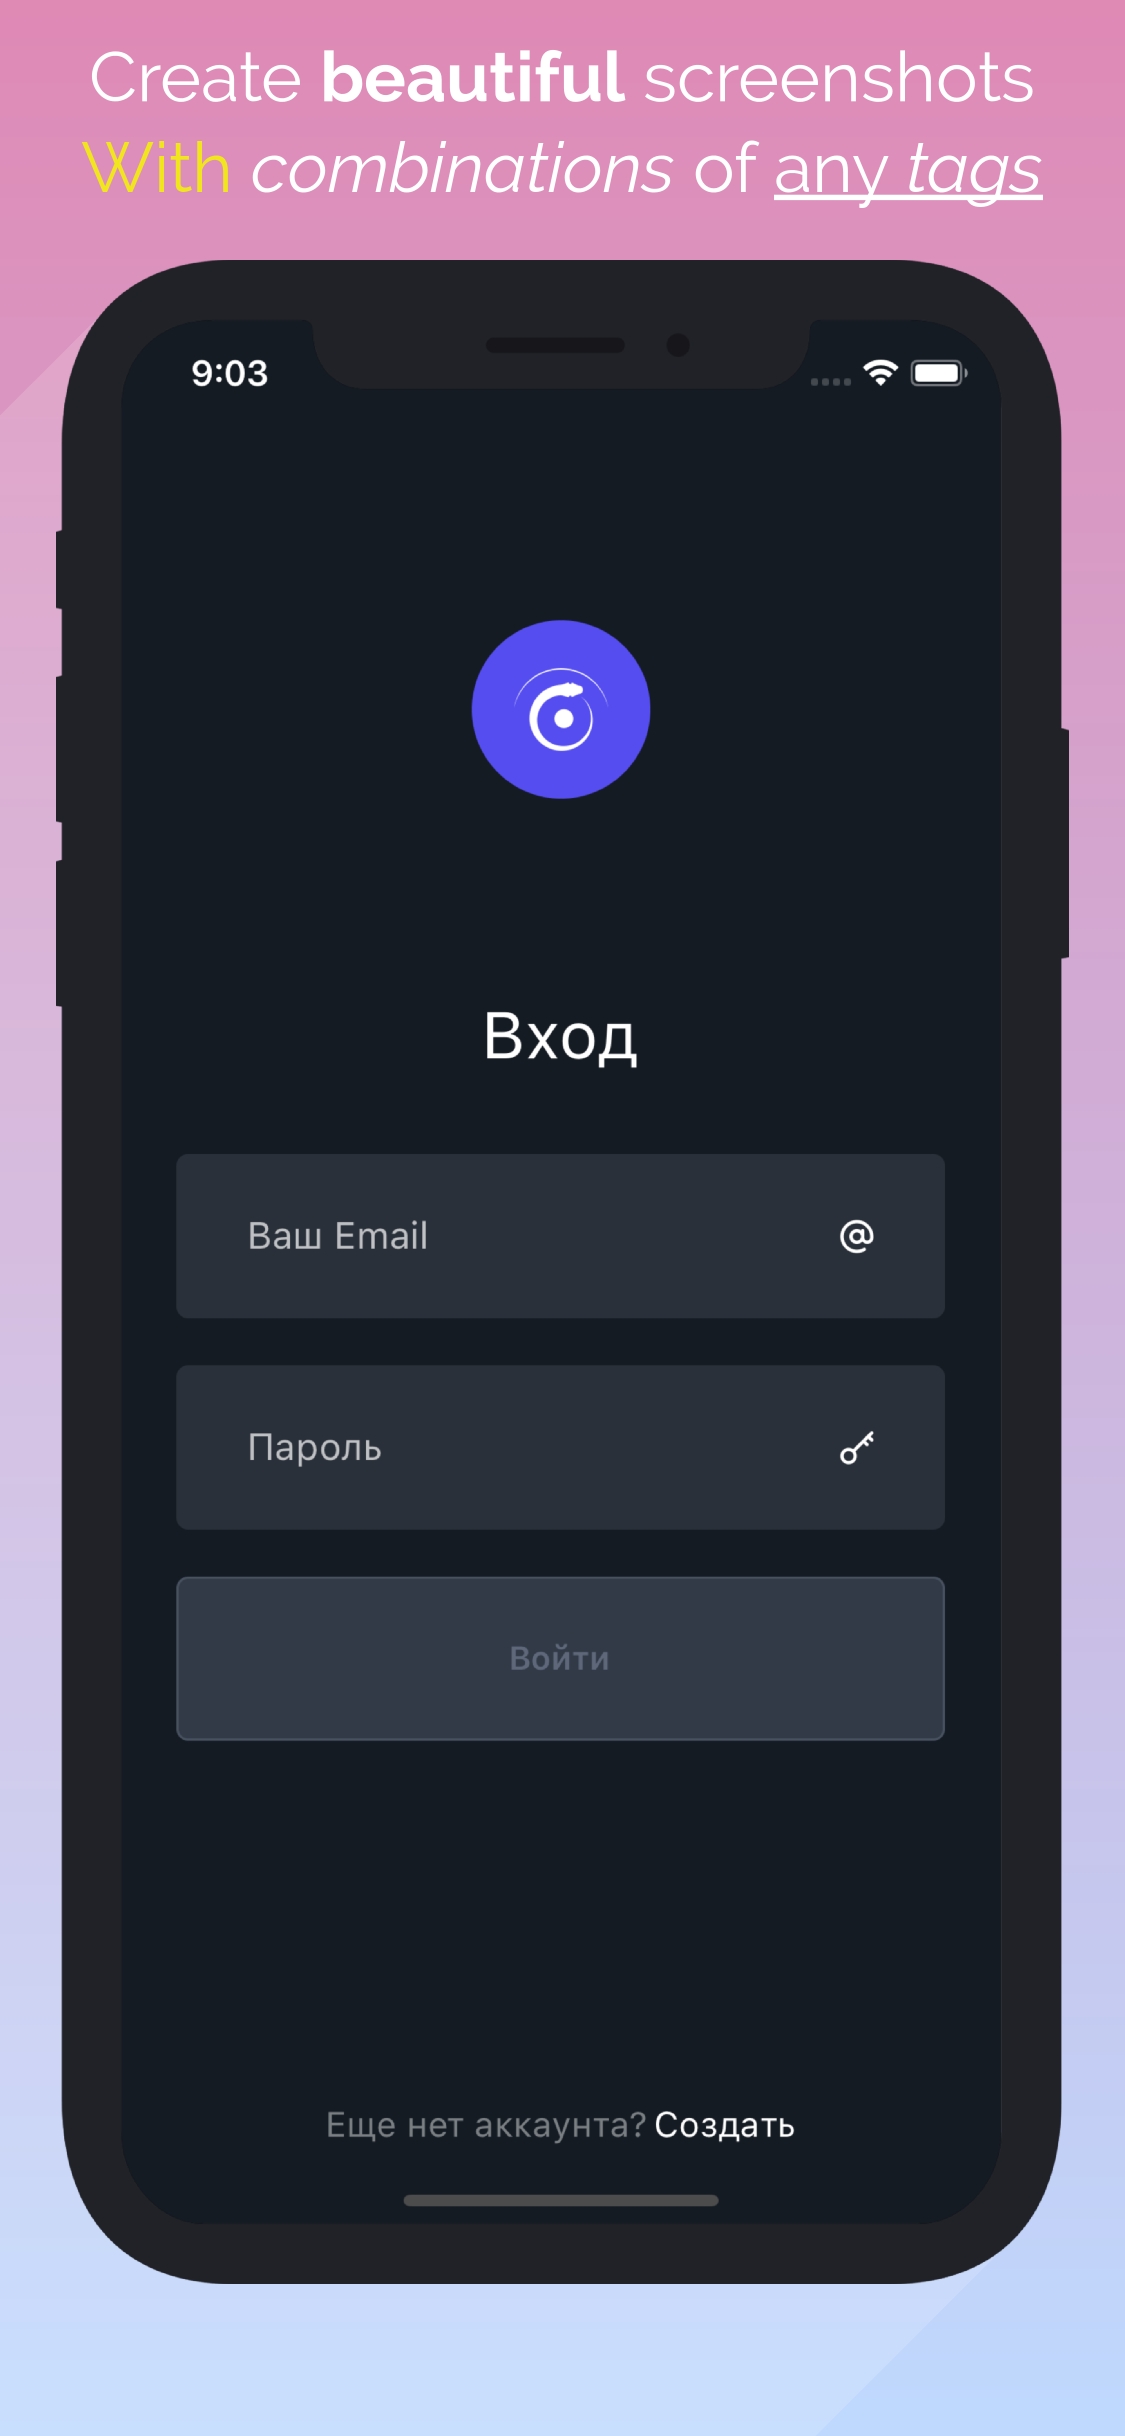 Create beautiful screenshots
With combinations of any tags
9:03
Вход
Ваш Email
@
Пароль
Войти
Еще нет аккаунта? Создать